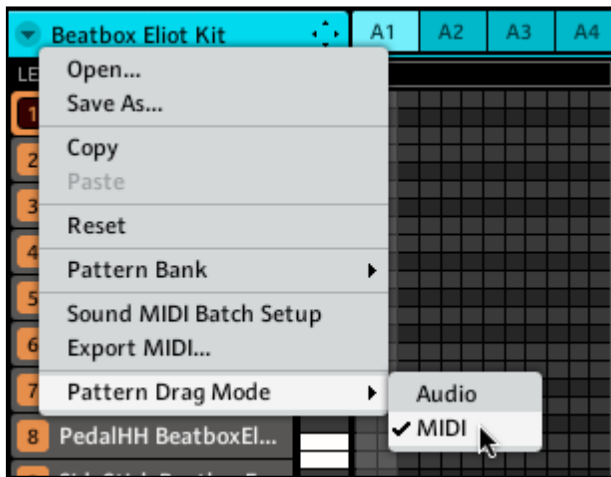 Beatbox Eliot Kit
A1 A2 A3 A4
LE
Open...
Save As...
1
Copy
2
Paste
3
Reset
4
Pattern Bank
5
Sound MIDI Batch Setup
6
Export MIDI...
7
Pattern Drag Mode
Audio
MIDI
8 PedalHH BeatboxEl...